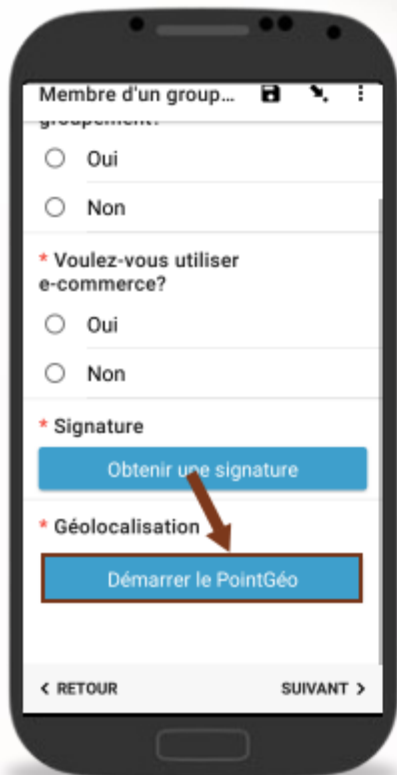 Membre d'un group...
groupement?
Oui
Non
* Voulez-vous utiliser
e-commerce?
Oui
Non
* Signature
Obtenir une signature
* Géolocalisation
Démarrer le PointGéo
< RETOUR
SUIVANT >